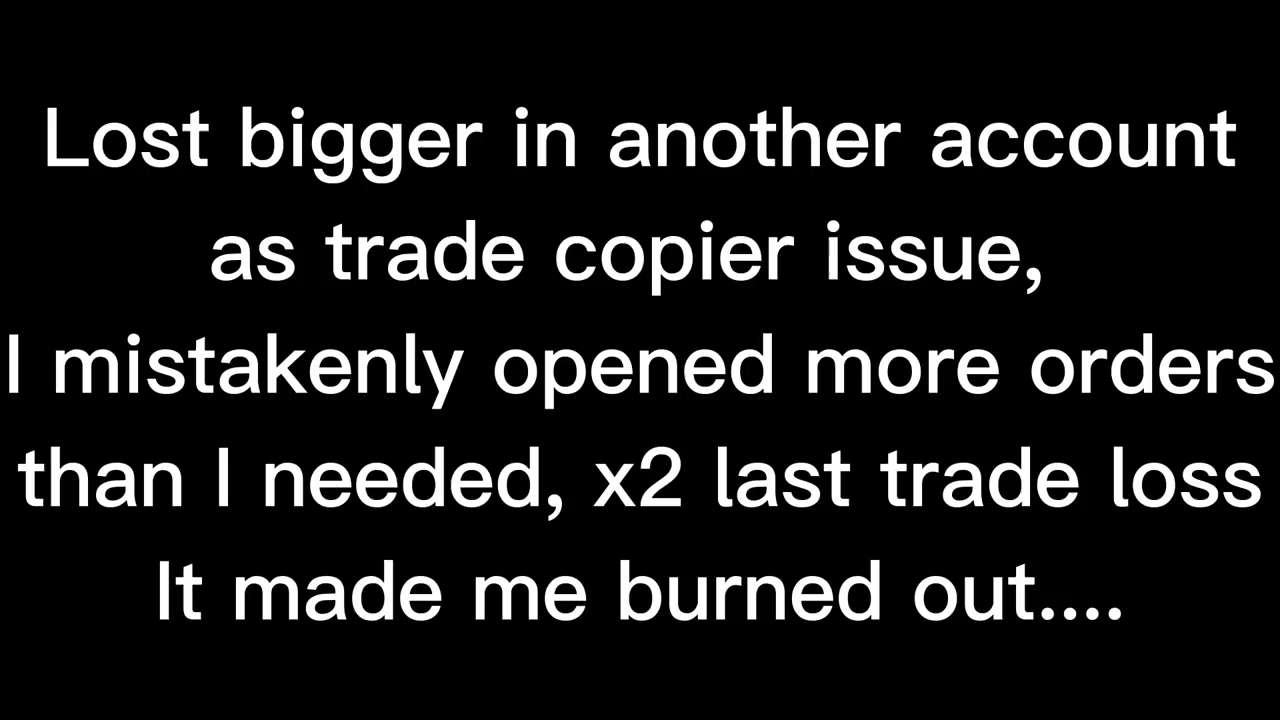 Lost bigger in another account
as trade copier issue,
I mistakenly opened more orders
than I needed, x2 last trade loss
It made me burned out....